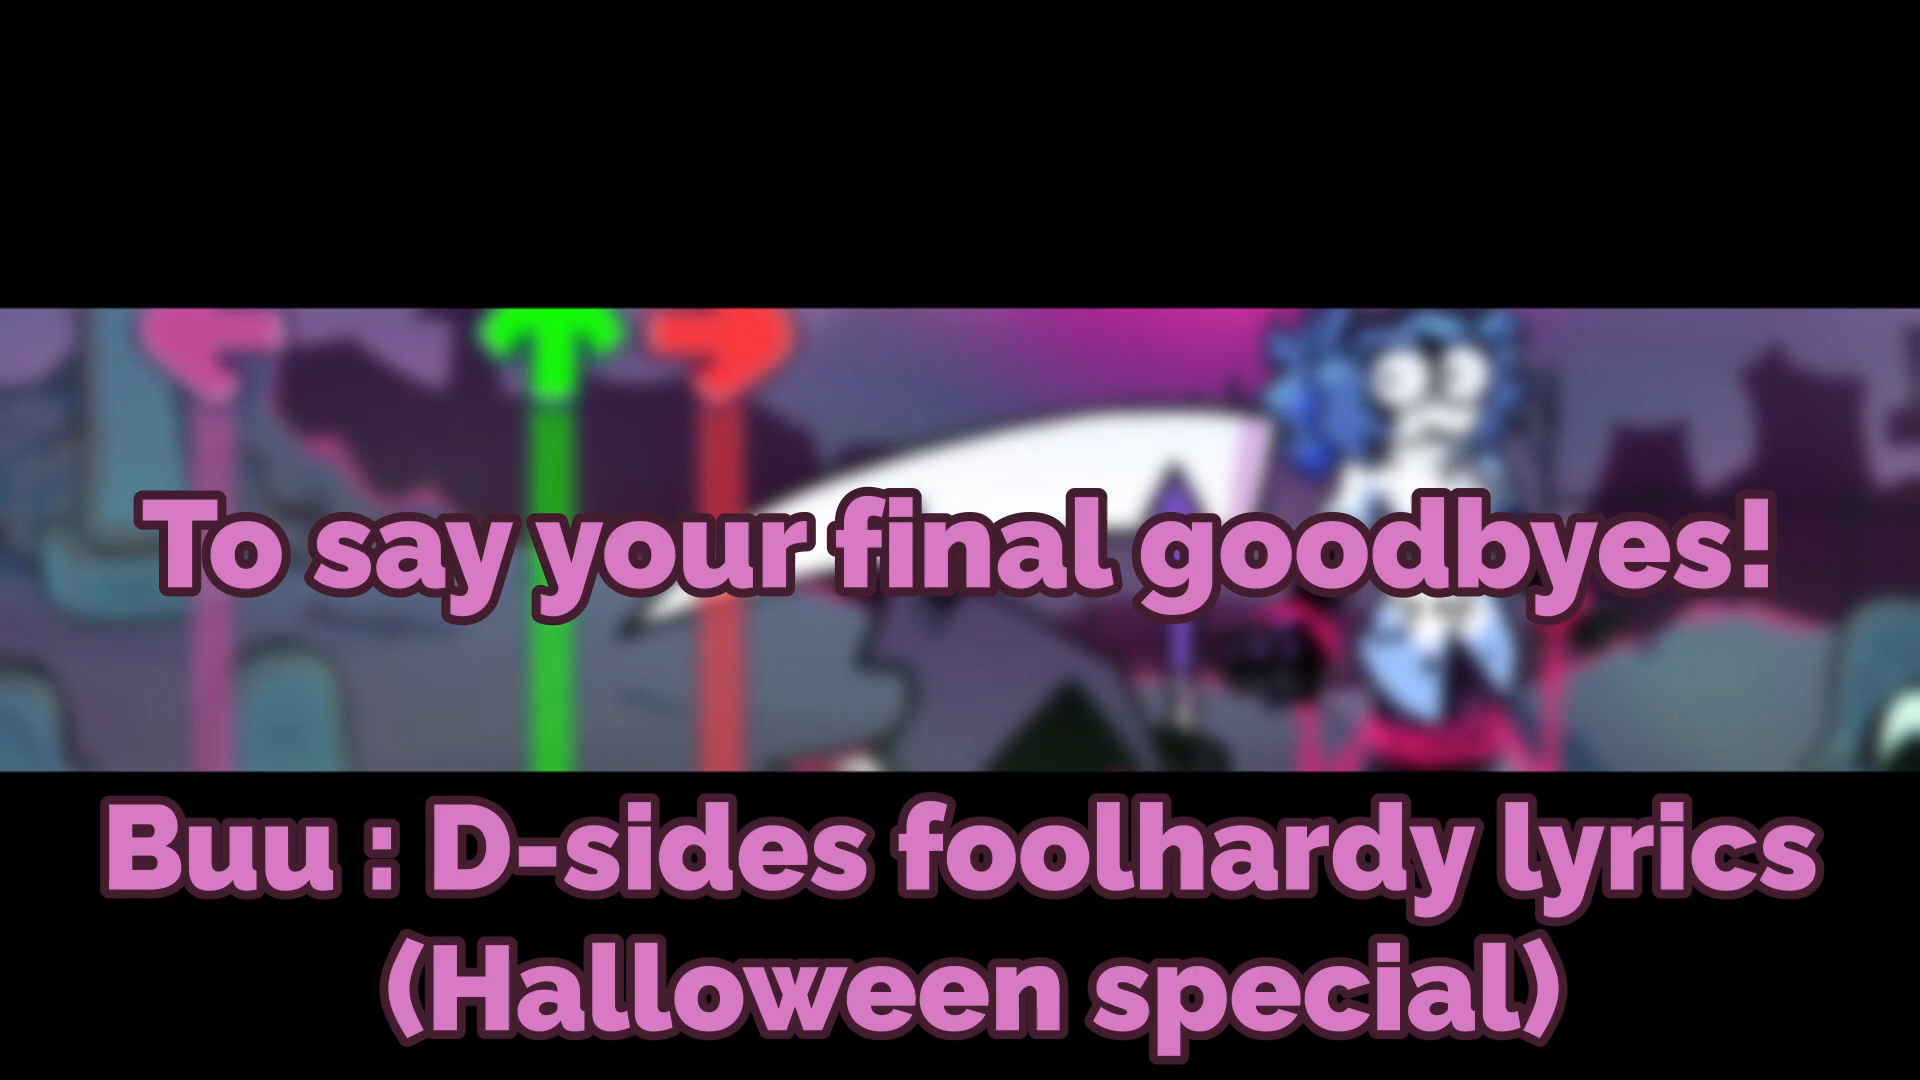 To say your final goodbyes!
Buu : D-sides foolhardy lyrics
(Halloween special)